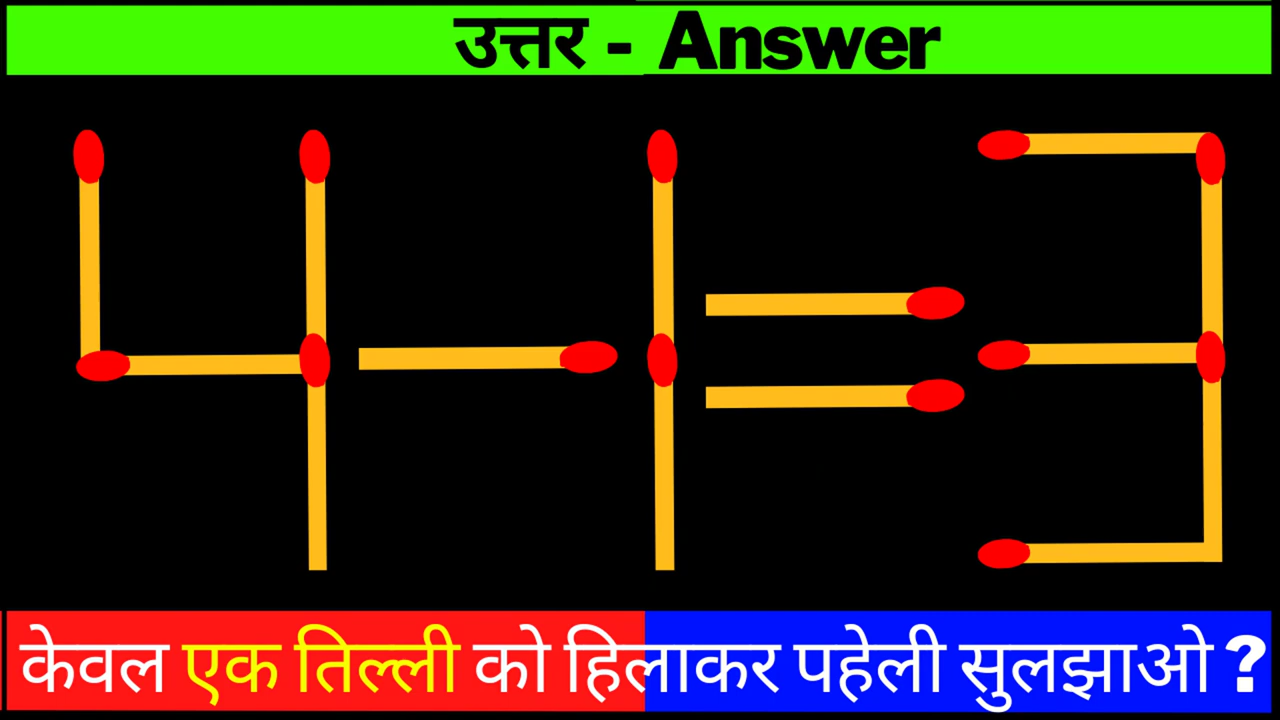 उत्तर - Answer
4-1=3
केवल एक तिल्ली को हिलाकर पहेली सुलझाओ ?